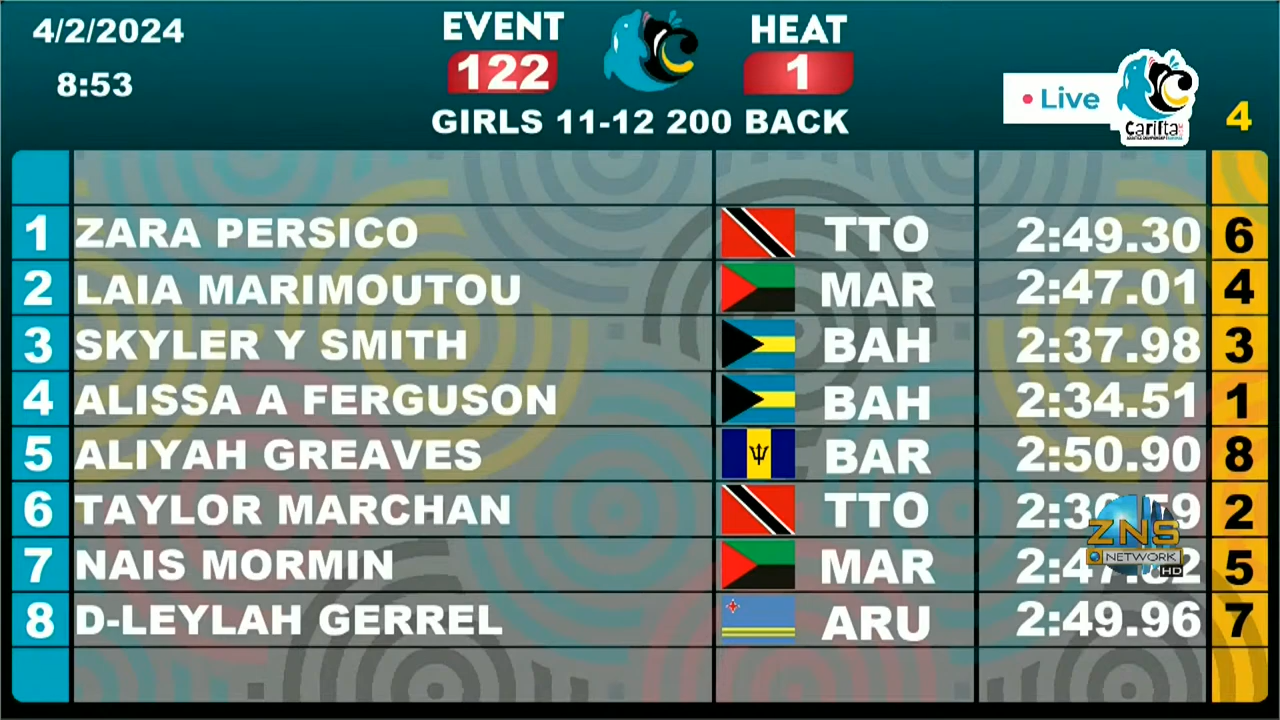 4/2/2024
8:53
EVENT
122
HEAT
1
GIRLS 11-12 200 BACK
Live
carifta
4
1 ZARA PERSICO TTO 2:49.30 6
2 LAIA MARIMOUTOU MAR 2:47.01 4
3 SKYLER Y SMITH BAH 2:37.98 3
4 ALISSA A FERGUSON BAH 2:34.51 1
5 ALIYAH GREAVES BAR 2:50.90 8
6 TAYLOR MARCHAN TTO 2
7 NAIS MORMIN MAR 5
8 D-LEYLAH GERREL ARU 2:49.96 7
ZNS
NETWORK
HD